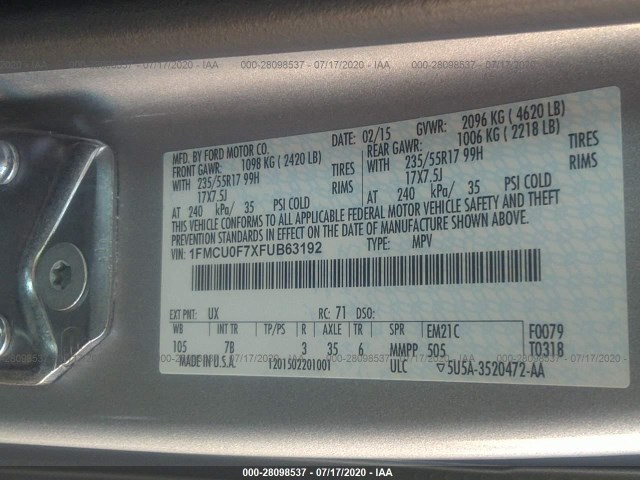 000-28098537 - 07/17/2020 - IAA
MFD. BY FORD MOTOR CO.
DATE: 02/15 GVWR: 2096 KG ( 4620 LB)
FRONT GAWR: 1098 KG ( 2420 LB) REAR GAWR: 1006 KG ( 2218 LB)
WITH 235/55R17 99H TIRES WITH 235/55R17 99H TIRES
17X7.5J RIMS 17X7.5J RIMS
AT 240 kPa/ 35 PSI COLD AT 240 kPa/ 35 PSI COLD
THIS VEHICLE CONFORMS TO ALL APPLICABLE FEDERAL MOTOR VEHICLE SAFETY AND THEFT
PREVENTION STANDARDS IN EFFECT ON THE DATE OF MANUFACTURE SHOWN ABOVE.
VIN: 1FMCU0F7XFUB63192 TYPE: MPV
EXT PNT: UX RC: 71 DSO:
WB INT TR TP/PS R AXLE TR SPR EM21C F0079
105 7B 3 35 6 MMPP 505 T0318
MADE IN U.S.A. 1201502201001 ULC 5U5A-3520472-AA
000-28098537 - 07/17/2020 - IAA
000-28098537 - 07/17/2020 - IAA